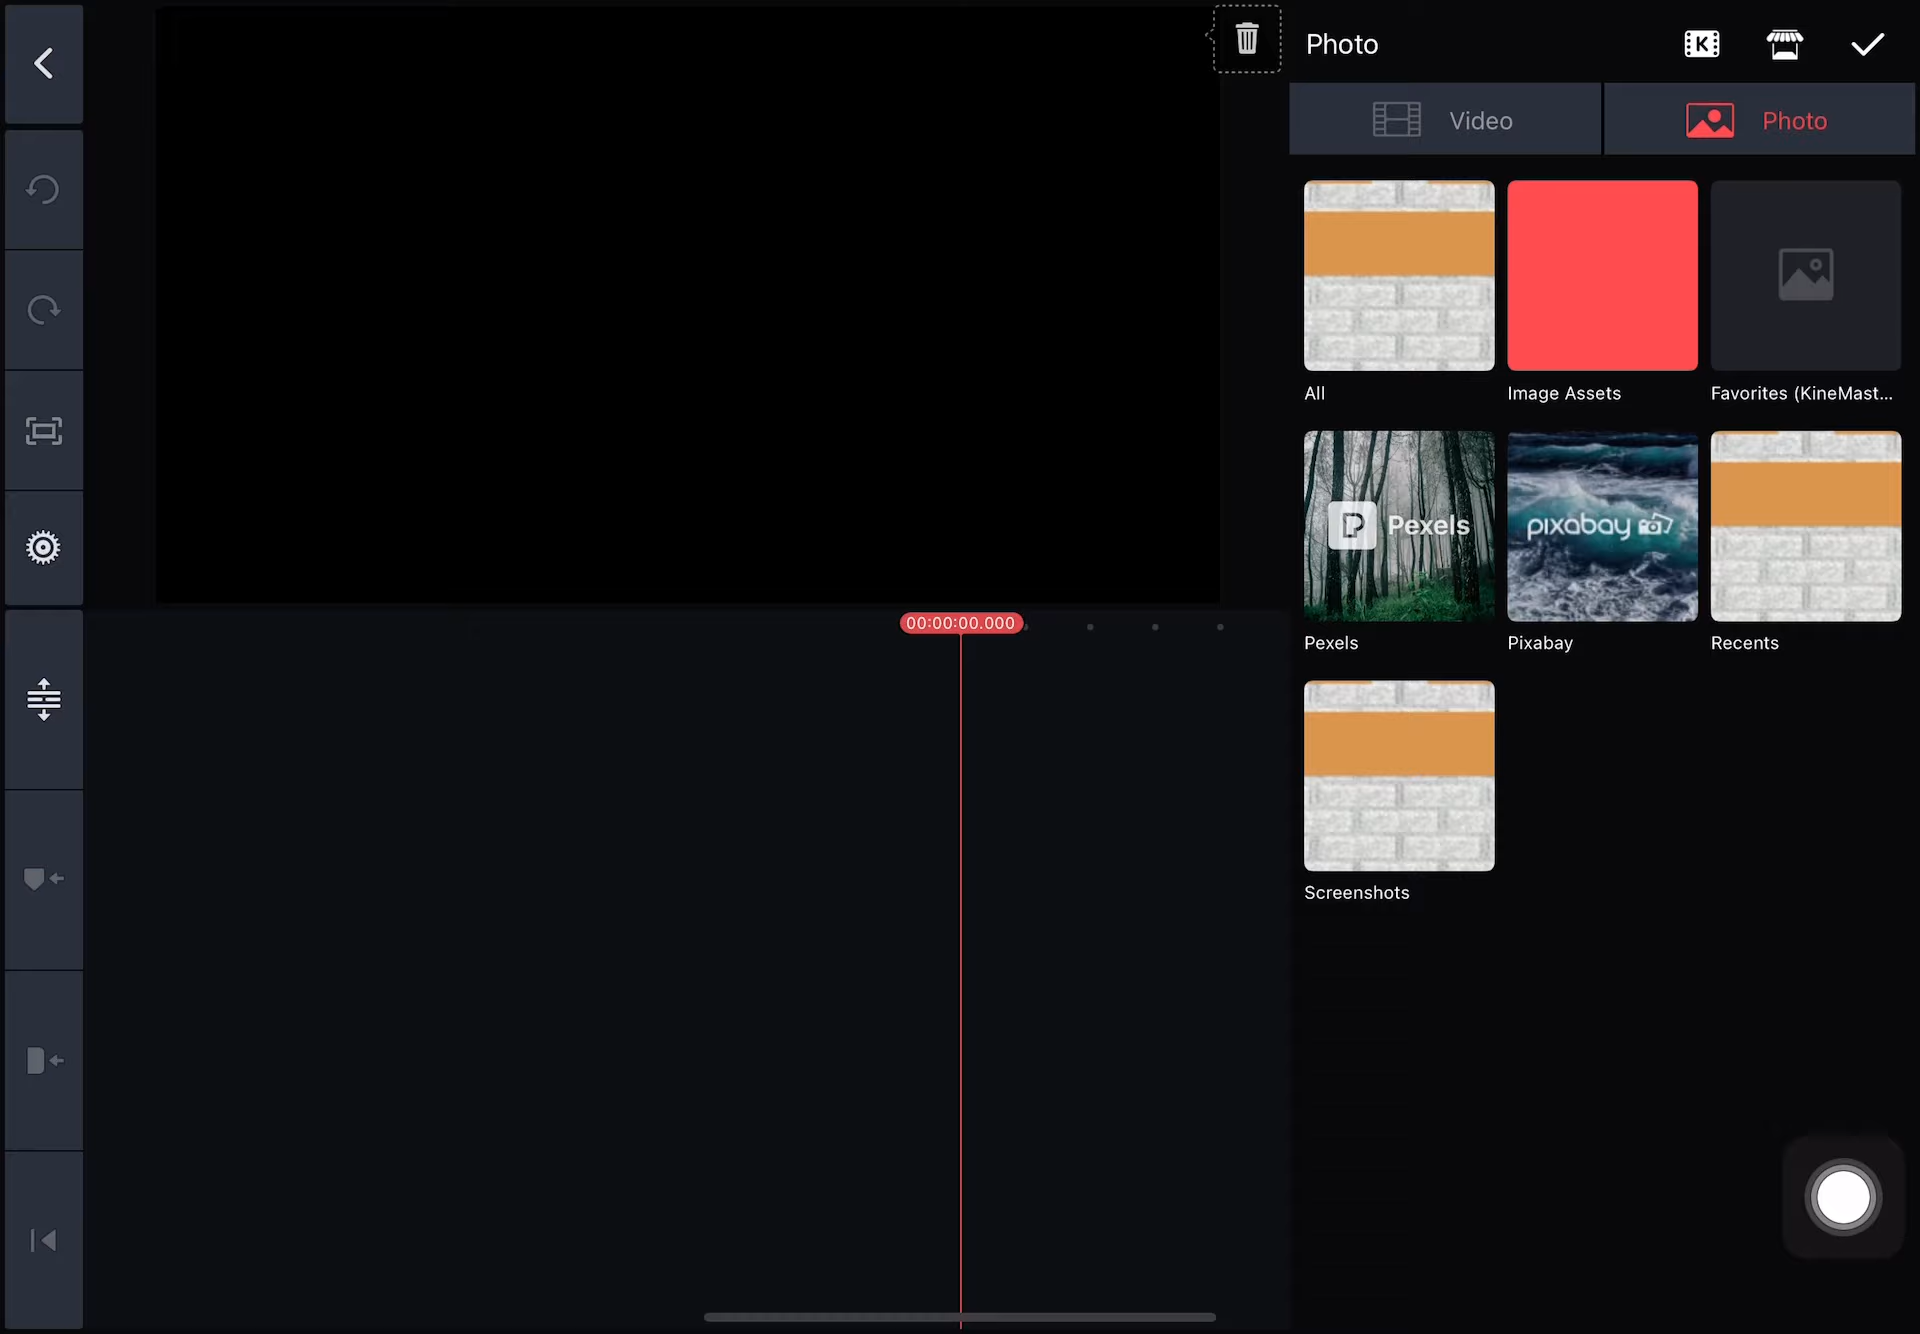 Photo
K
Video
Photo
All
Image Assets
Favorites (KineMast...
Pexels
pixabay
Pexels
Pixabay
Recents
Screenshots
00:00:00.000